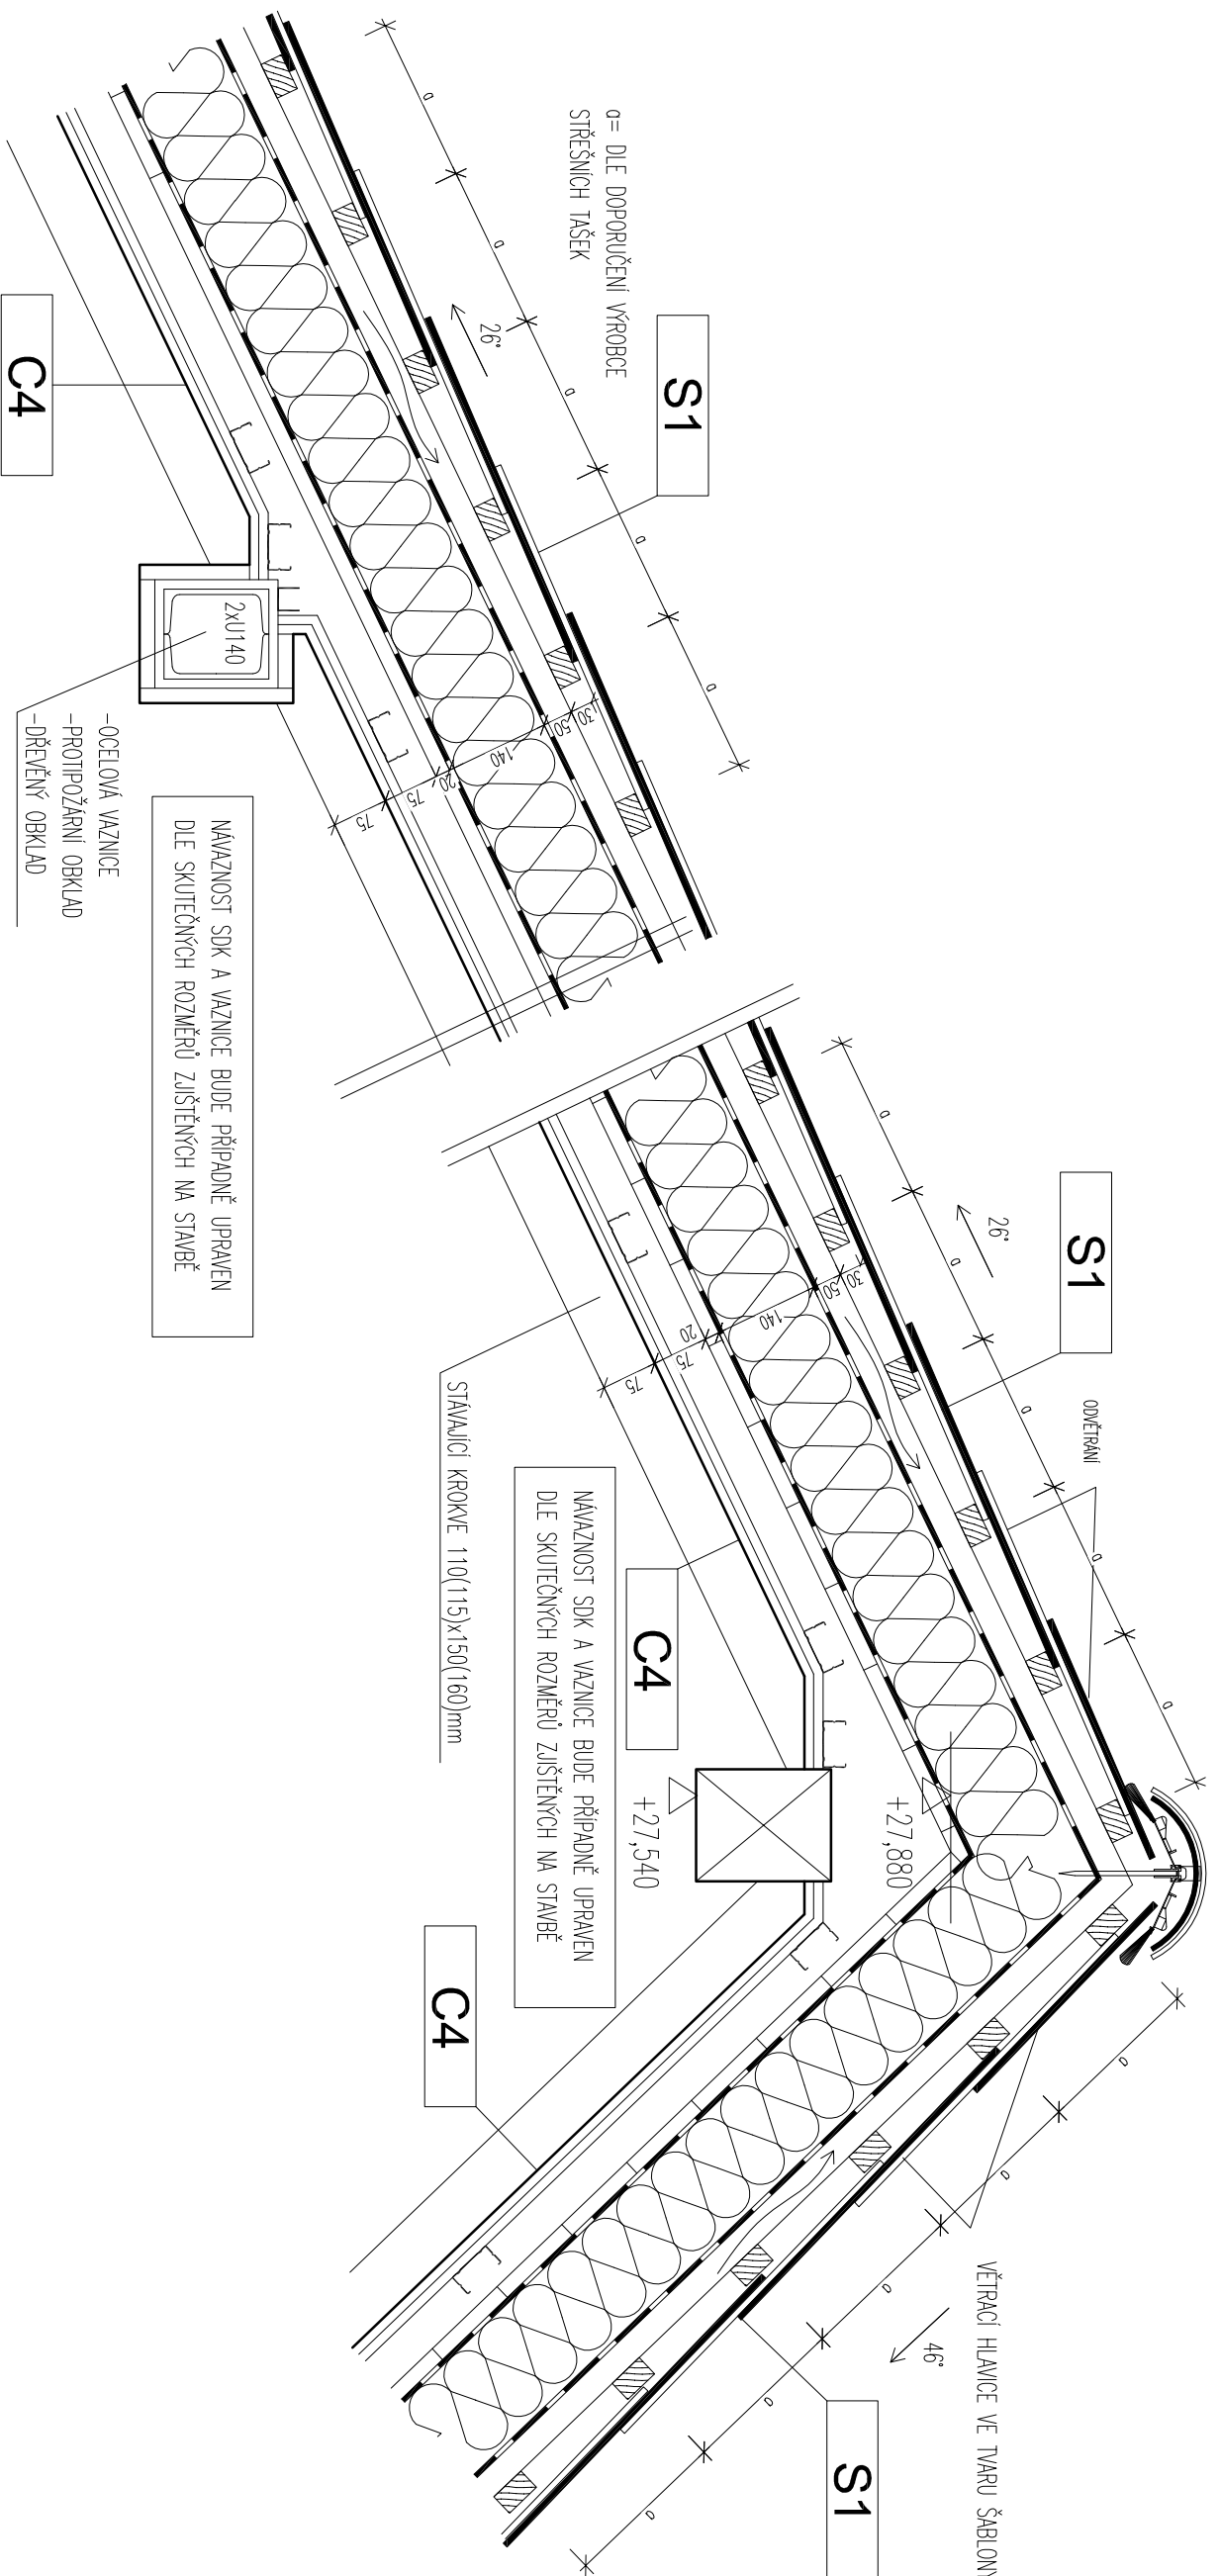 a= DLE DOPORUČENÍ VÝROBCE
STŘEŠNÍCH TAŠEK
S1
26°
a
a
a
a
a
C4
2xU140
-OCELOVÁ VAZNICE
-PROTIPOŽÁRNÍ OBKLAD
-DŘEVĚNÝ OBKLAD
30
50
140
20
75
75
NÁVAZNOST SDK A VAZNICE BUDE PŘÍPADNĚ UPRAVEN
DLE SKUTEČNÝCH ROZMĚRŮ ZJIŠTĚNÝCH NA STAVBĚ
S1
26°
ODVĚTRÁNÍ
a
a
a
a
a
30
50
140
20
75
75
STÁVAJÍCÍ KROKVE 110(115)x150(160)mm
NÁVAZNOST SDK A VAZNICE BUDE PŘÍPADNĚ UPRAVEN
DLE SKUTEČNÝCH ROZMĚRŮ ZJIŠTĚNÝCH NA STAVBĚ
C4
+27,540
+27,880
C4
a
a
a
a
a
VĚTRACÍ HLAVICE VE TVARU ŠABLONY
46°
S1